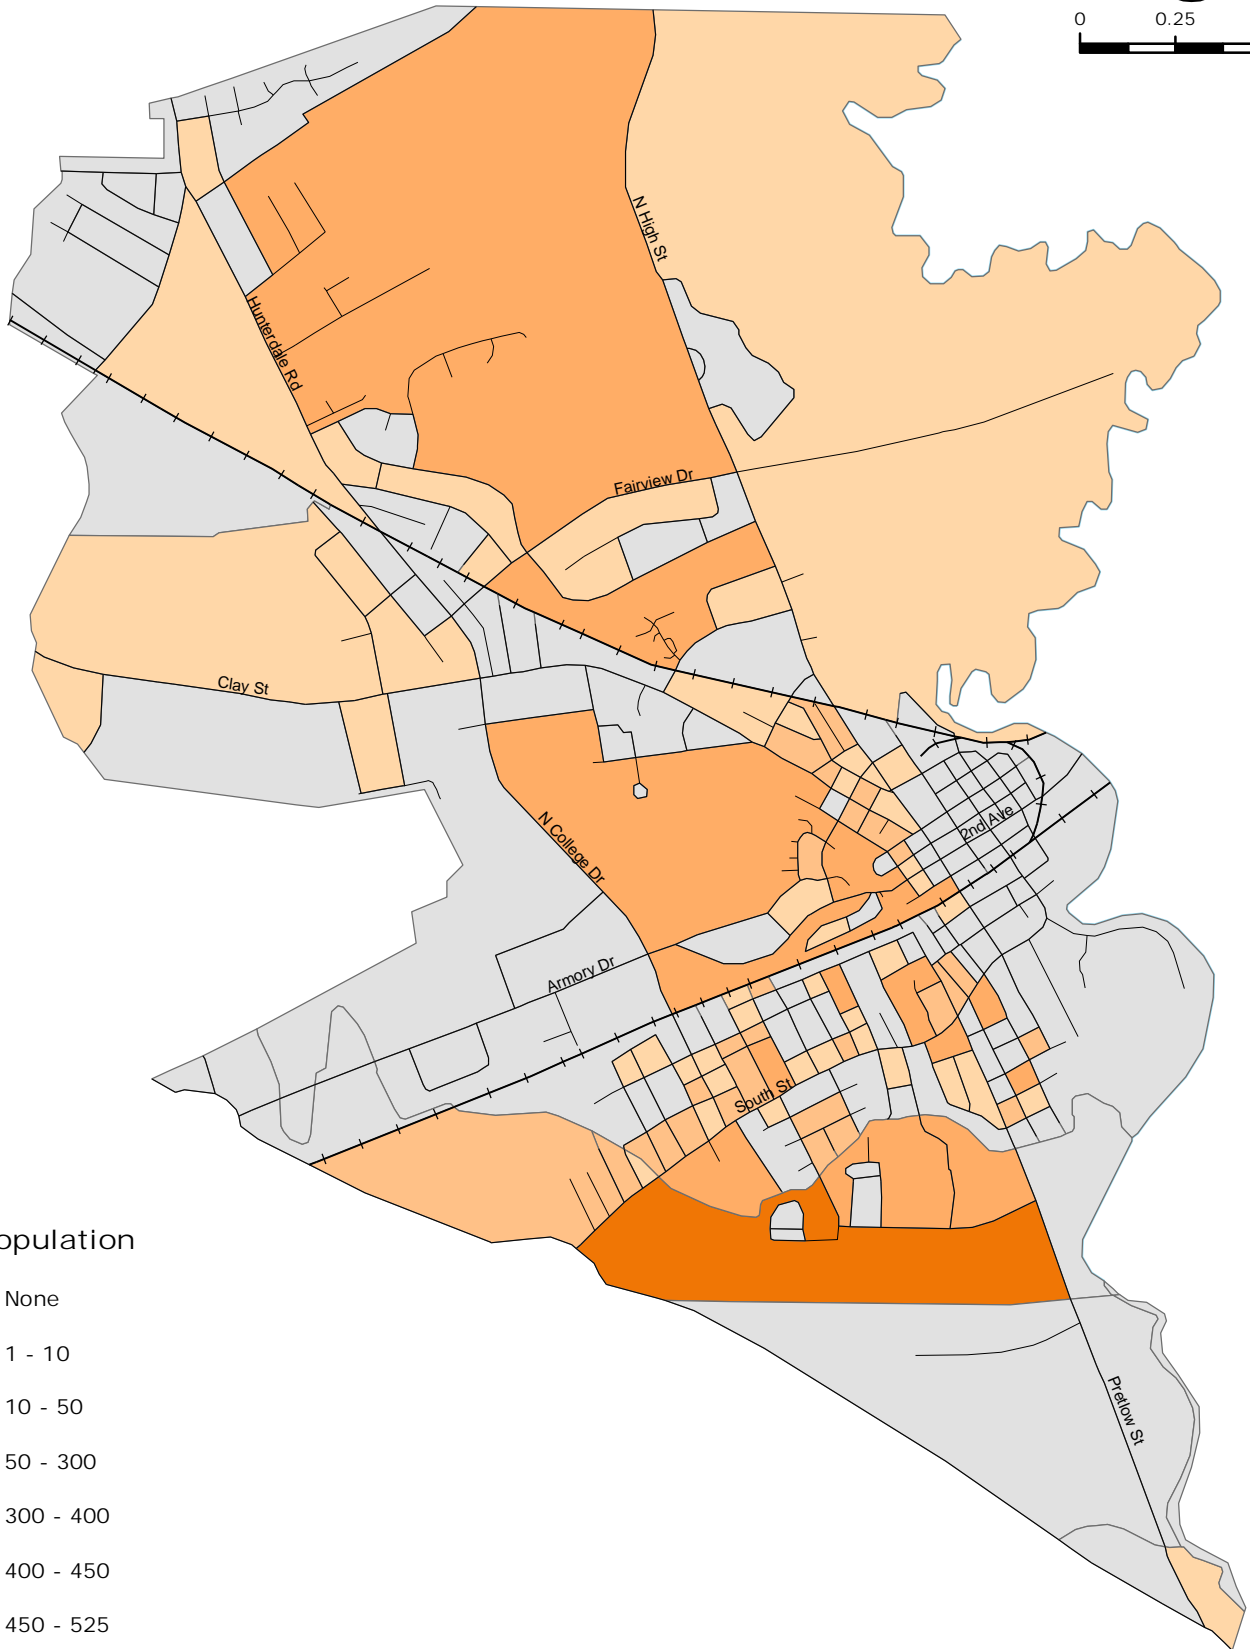 0 0.25
N High St
Hunterdale Rd
Fairview Dr
Clay St
2nd Ave
N College Dr
Armory Dr
South St
opulation
None
1 - 10
10 - 50
50 - 300
300 - 400
400 - 450
450 - 525
Pretlow St